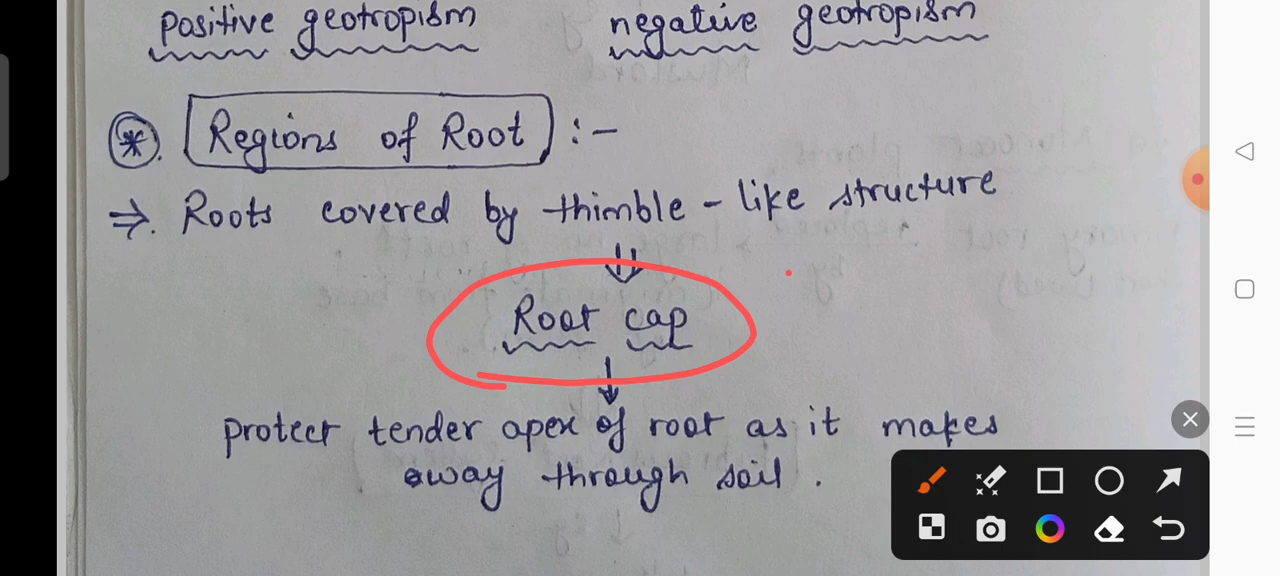 positive geotropism negative geotropism
* Regions of Root :-
⇒. Roots covered by thimble - like structure
Root cap
protect tender apex of root as it makes
away through soil .